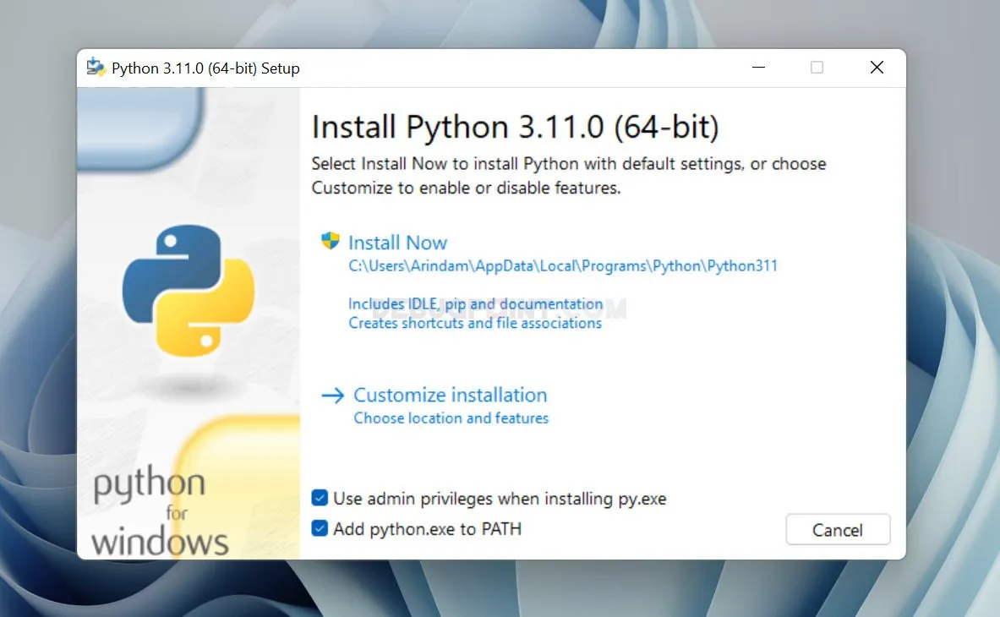 Python 3.11.0 (64-bit) Setup
Install Python 3.11.0 (64-bit)
Select Install Now to install Python with default settings, or choose
Customize to enable or disable features.
Install Now
C:\Users\Arindam\AppData\Local\Programs\Python\Python311
Includes IDLE, pip and documentation
DEBUGPOINT.COM
Creates shortcuts and file associations
Customize installation
Choose location and features
python
for
windows
Use admin privileges when installing py.exe
Add python.exe to PATH
Cancel